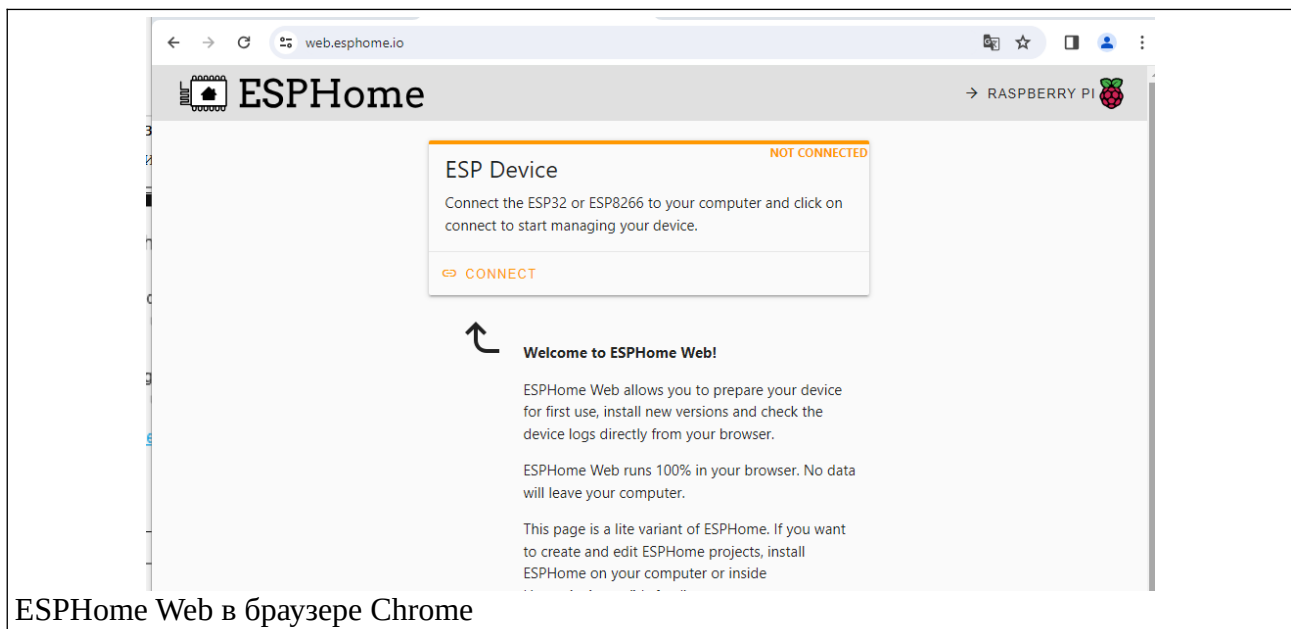 web.esphome.io
ESPHome
RASPBERRY PI
NOT CONNECTED
ESP Device
Connect the ESP32 or ESP8266 to your computer and click on
connect to start managing your device.
CONNECT
Welcome to ESPHome Web!
ESPHome Web allows you to prepare your device
for first use, install new versions and check the
device logs directly from your browser.
ESPHome Web runs 100% in your browser. No data
will leave your computer.
This page is a lite variant of ESPHome. If you want
to create and edit ESPHome projects, install
ESPHome on your computer or inside
ESPHome Web в браузере Chrome